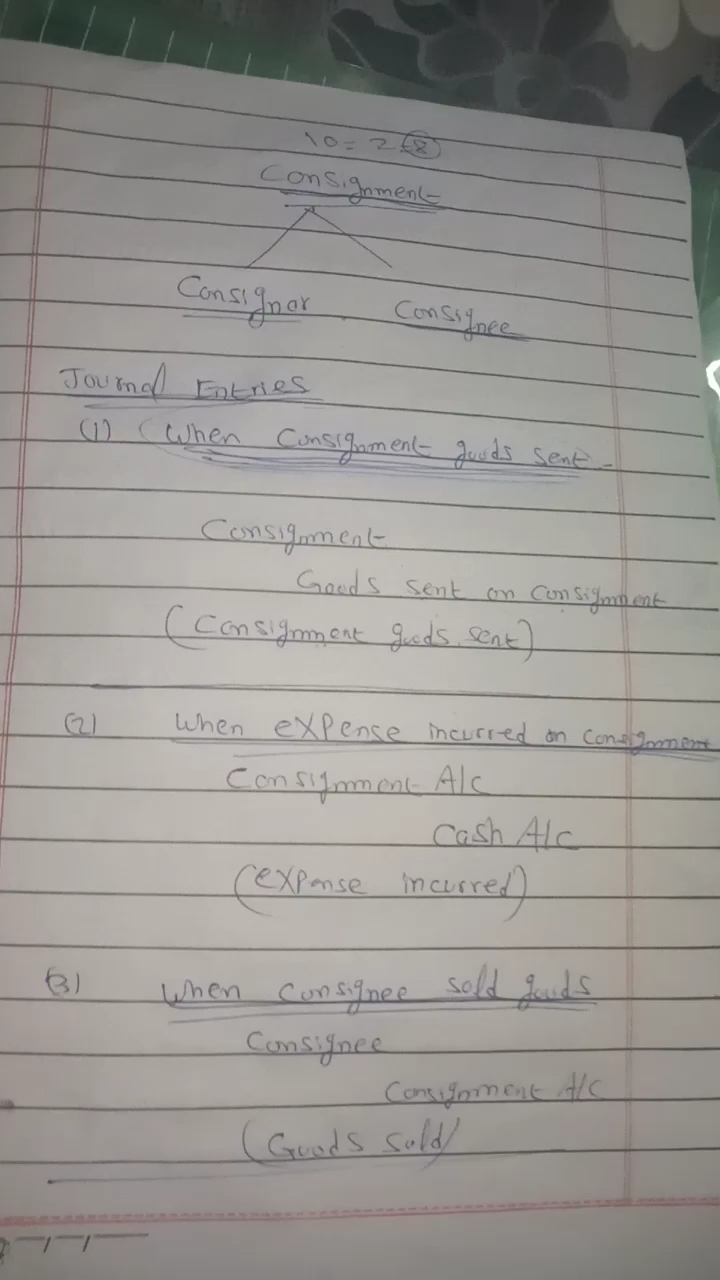 10 = 2 (8)
Consignment
Consignor Consignee
Journal Entries
(1) (When Consignment goods sent -
Consignment
Goods sent on Consignment
(Consignment goods sent)
(2) When eXPense incurred on Consignment
Consignment A/c
Cash A/c
(eXPense incurred)
(3) When Consignee sold goods
Consignee
Consignment A/c
(Goods sold)